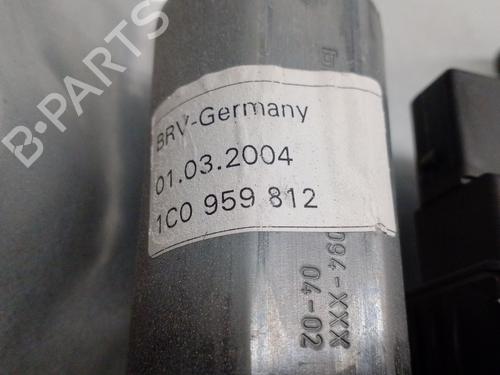 BRV-Germany
01.03.2004
1C0 959 812
094-XXX
04-02
B-PARTS